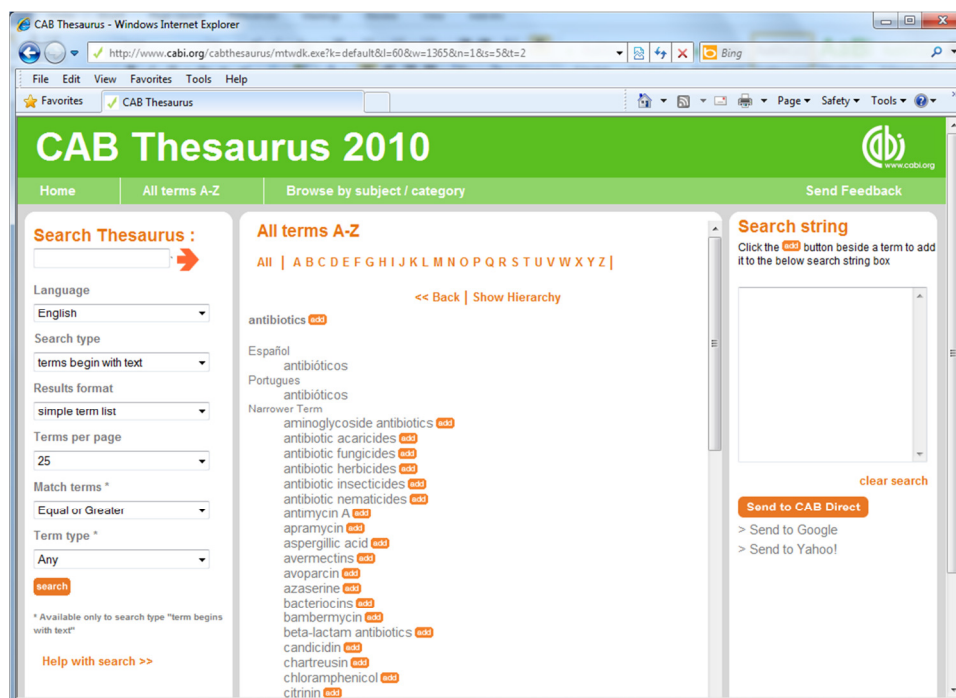 CAB Thesaurus - Windows Internet Explorer
http://www.cabi.org/cabthesaurus/mtwdk.exe?k=default&l=60&w=1365&n=1&s=5&t=2
Bing
File Edit View Favorites Tools Help
Favorites
CAB Thesaurus
Page
Safety
Tools
CAB Thesaurus 2010
cabi
www.cabi.org
Home
All terms A-Z
Browse by subject / category
Send Feedback
Search Thesaurus :
Language
English
Search type
terms begin with text
Results format
simple term list
Terms per page
25
Match terms *
Equal or Greater
Term type *
Any
search
* Available only to search type "term begins
with text"
Help with search >>
All terms A-Z
All | A B C D E F G H I J K L M N O P Q R S T U V W X Y Z |
<< Back | Show Hierarchy
antibiotics add
Español
antibióticos
Portugues
antibióticos
Narrower Term
aminoglycoside antibiotics add
antibiotic acaricides add
antibiotic fungicides add
antibiotic herbicides add
antibiotic insecticides add
antibiotic nematicides add
antimycin A add
apramycin add
aspergillic acid add
avermectins add
avoparcin add
azaserine add
bacteriocins add
bambermycin add
beta-lactam antibiotics add
candicidin add
chartreusin add
chloramphenicol add
citrinin add
Search string
Click the add button beside a term to add
it to the below search string box
clear search
Send to CAB Direct
> Send to Google
> Send to Yahoo!